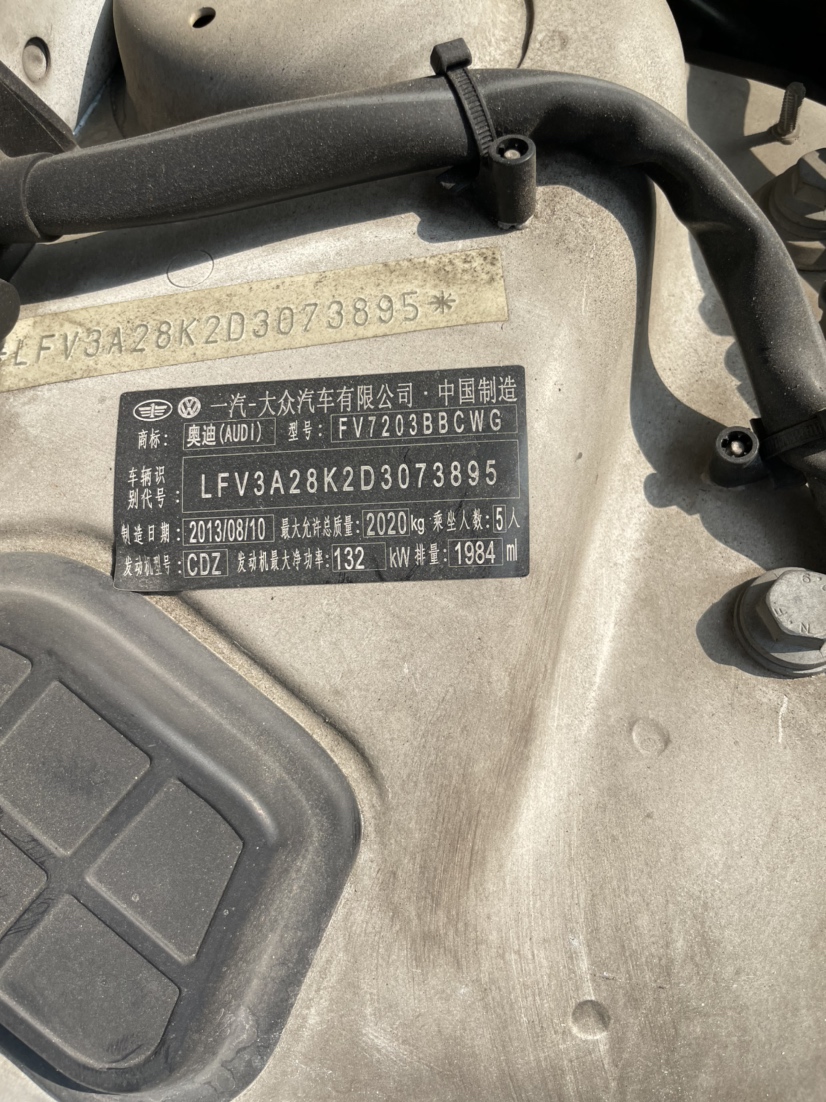 *LFV3A28K2D3073895*
一汽-大众汽车有限公司·中国制造
商标: 奥迪(AUDI) 型号: FV7203BBCWG
车辆识别代号: LFV3A28K2D3073895
制造日期: 2013/08/10 最大允许总质量: 2020kg 乘坐人数: 5人
发动机型号: CDZ 发动机最大净功率: 132 kW 排量: 1984 ml